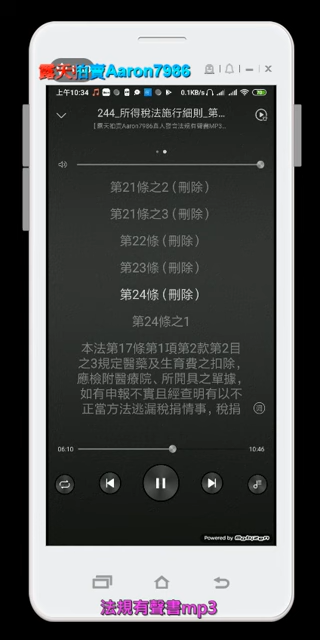 露天拍賣Aaron7986
上午10:34
0.1KB/s
244_所得稅法施行細則_第...
【露天拍賣Aaron7986真人發音法規有聲書MP3...
第21條之2（刪除）
第21條之3（刪除）
第22條（刪除）
第23條（刪除）
第24條（刪除）
第24條之1
本法第17條第1項第2款第2目
之3規定醫藥及生育費之扣除，
應檢附醫療院、所開具之單據，
如有申報不實且經查明有以不
正當方法逃漏稅捐情事，稅捐
06:10
10:46
Powered by
法規有聲書mp3